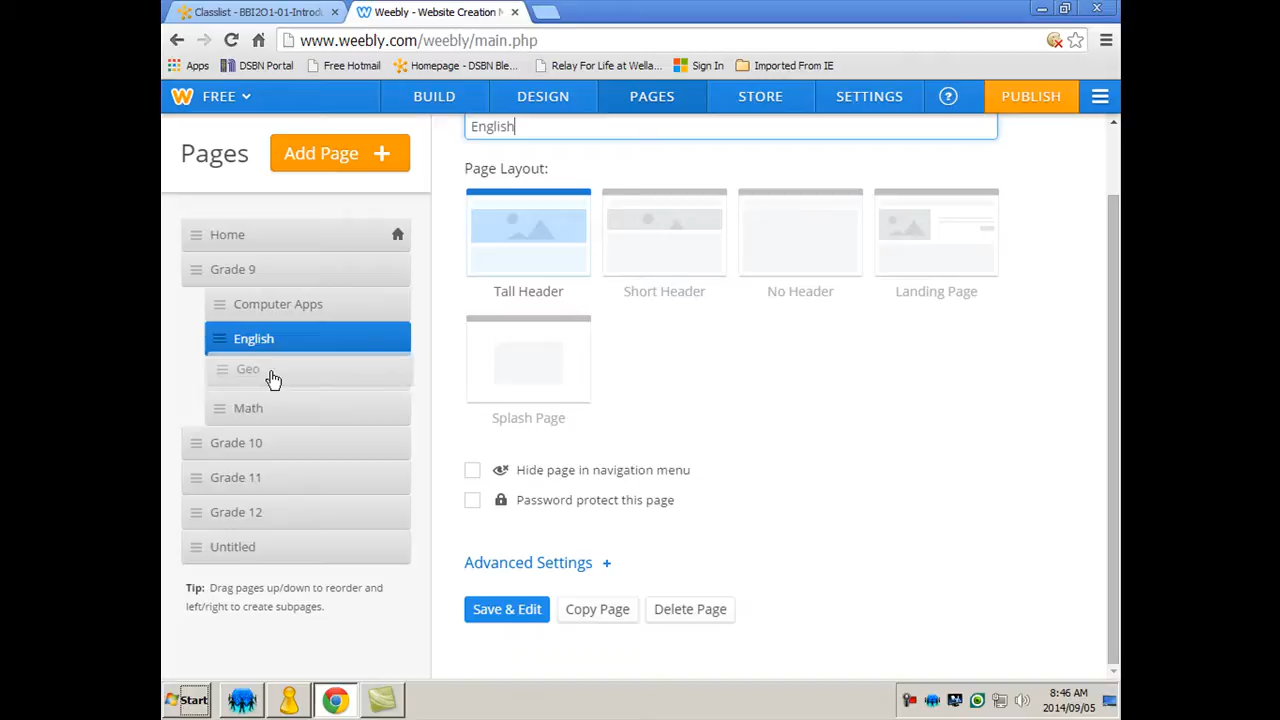 Classlist - BBI2O1-01-Introdu
Weebly - Website Creation M
www.weebly.com/weebly/main.php
Apps DSBN Portal Free Hotmail Homepage - DSBN Ble... Relay For Life at Wella... Sign In Imported From IE
FREE BUILD DESIGN PAGES STORE SETTINGS ? PUBLISH
Pages
Add Page +
Home
Grade 9
Computer Apps
English
Geo
Math
Grade 10
Grade 11
Grade 12
Untitled
Tip: Drag pages up/down to reorder and
left/right to create subpages.
English
Page Layout:
Tall Header Short Header No Header Landing Page
Splash Page
Hide page in navigation menu
Password protect this page
Advanced Settings +
Save & Edit Copy Page Delete Page
Start
8:46 AM
2014/09/05